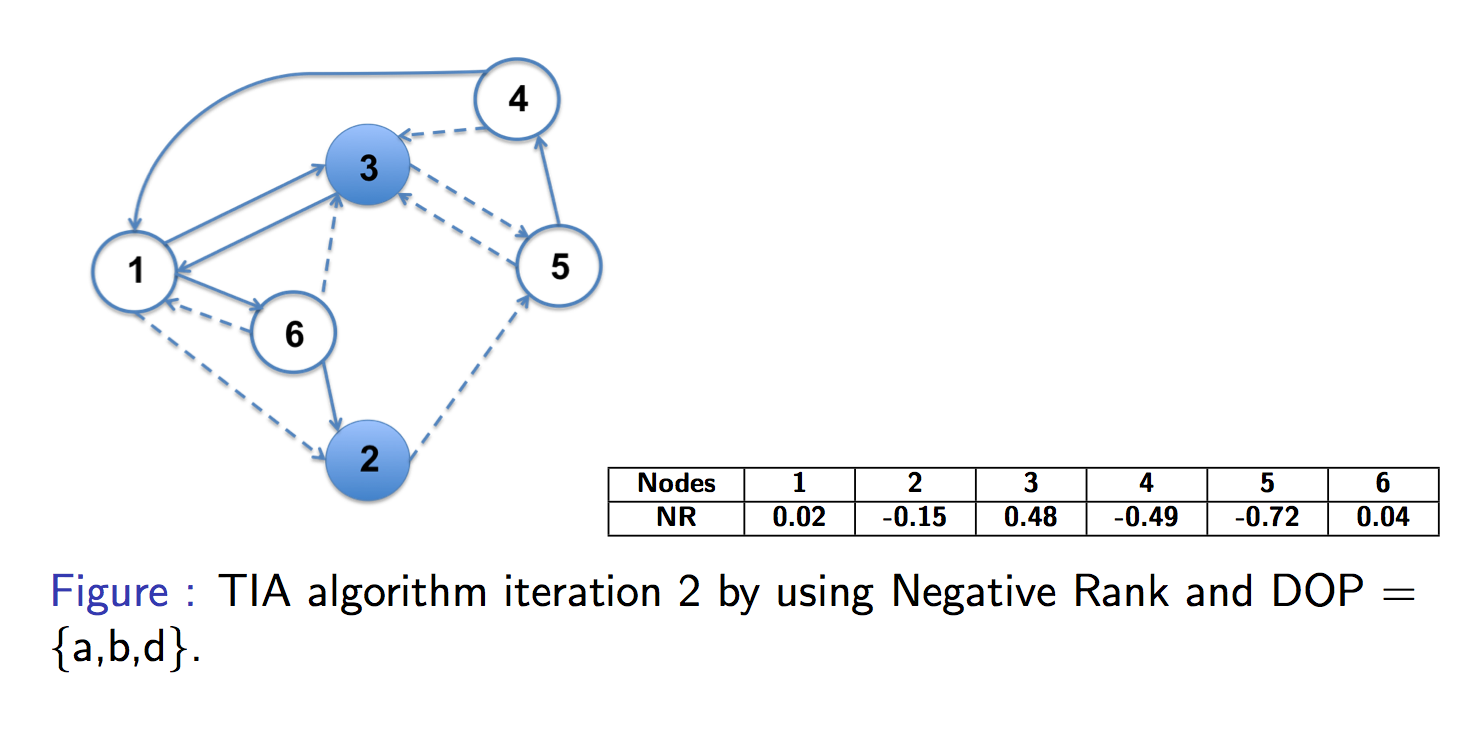 4
3
1
5
6
2
Nodes 1 2 3 4 5 6
NR 0.02 -0.15 0.48 -0.49 -0.72 0.04
Figure : TIA algorithm iteration 2 by using Negative Rank and DOP =
{a,b,d}.